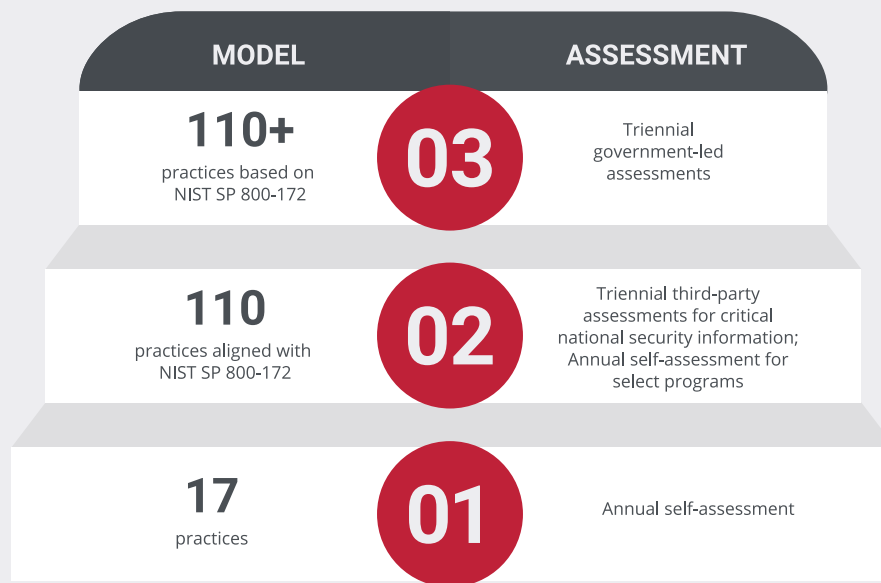 MODEL
ASSESSMENT
110+
practices based on
NIST SP 800-172
03
Triennial
government-led
assessments
110
practices aligned with
NIST SP 800-172
02
Triennial third-party
assessments for critical
national security information;
Annual self-assessment for
select programs
17
practices
01
Annual self-assessment